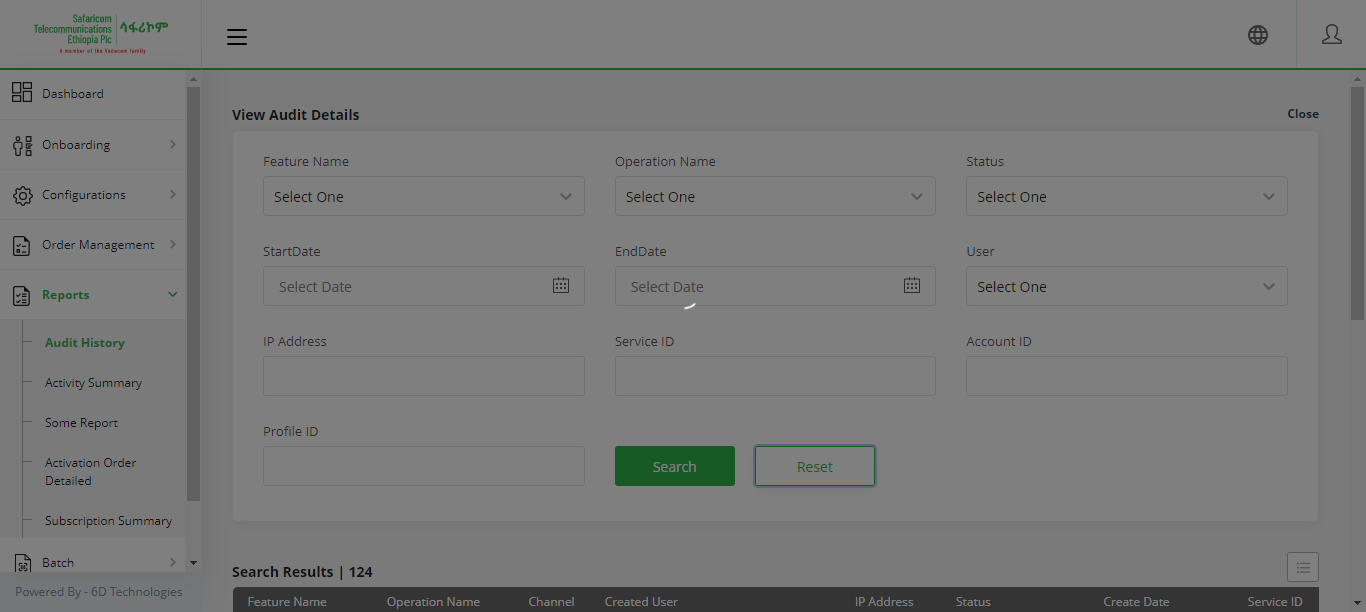 Safaricom
Telecommunications
Ethiopia Plc
ሳፋሪኮም
A member of the Vodacom family
Dashboard
Onboarding
Configurations
Order Management
Reports
Audit History
Activity Summary
Some Report
Activation Order
Detailed
Subscription Summary
Batch
Powered By - 6D Technologies
View Audit Details
Close
Feature Name
Operation Name
Status
Select One
Select One
Select One
StartDate
EndDate
User
Select Date
Select Date
Select One
IP Address
Service ID
Account ID
Profile ID
Search
Reset
Search Results | 124
Feature Name
Operation Name
Channel
Created User
IP Address
Status
Create Date
Service ID